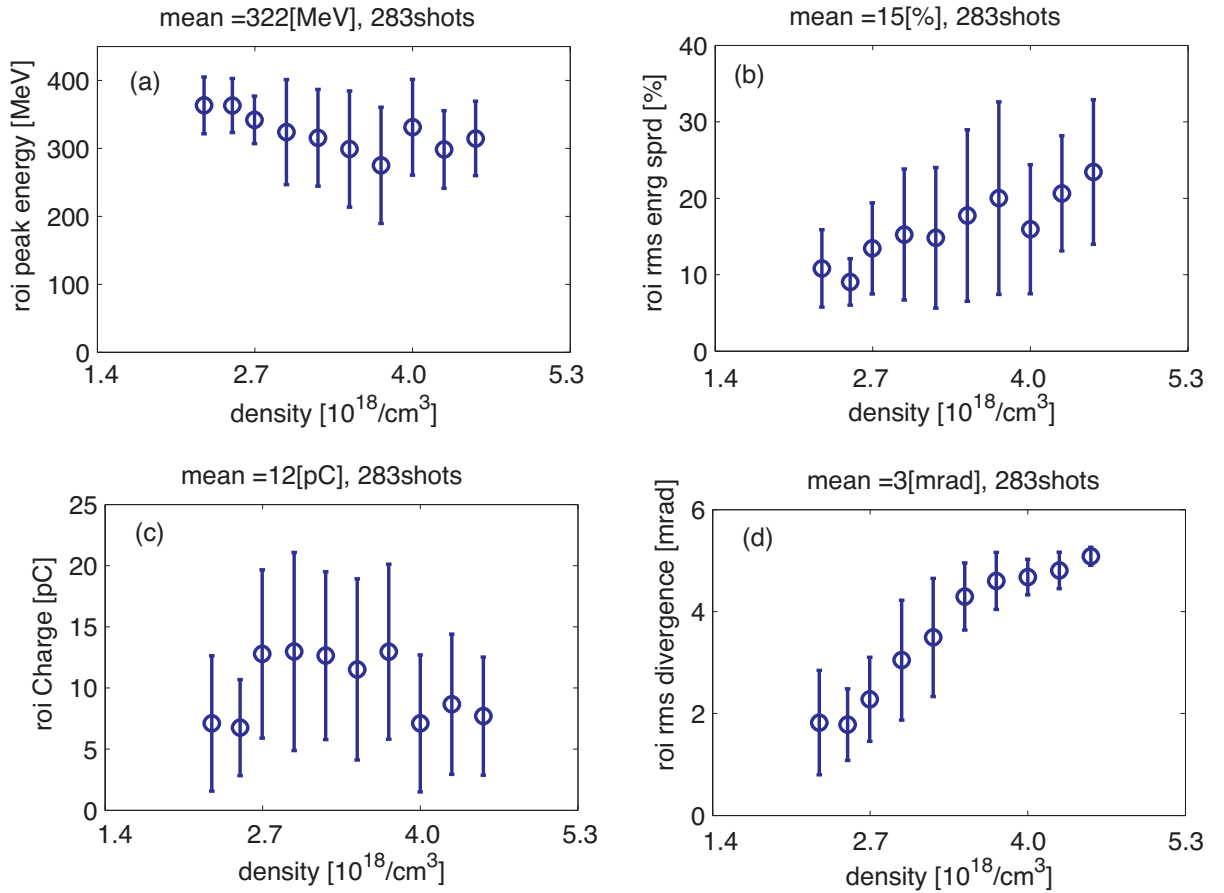 mean =322[MeV], 283shots
(a)
roi peak energy [MeV]
400
300
200
100
0
1.4 2.7 4.0 5.3
density [10^18/cm^3]
mean =15[%], 283shots
(b)
roi rms enrg sprd [%]
40
30
20
10
0
1.4 2.7 4.0 5.3
density [10^18/cm^3]
mean =12[pC], 283shots
(c)
roi Charge [pC]
25
20
15
10
5
0
1.4 2.7 4.0 5.3
density [10^18/cm^3]
mean =3[mrad], 283shots
(d)
roi rms divergence [mrad]
6
4
2
0
1.4 2.7 4.0 5.3
density [10^18/cm^3]